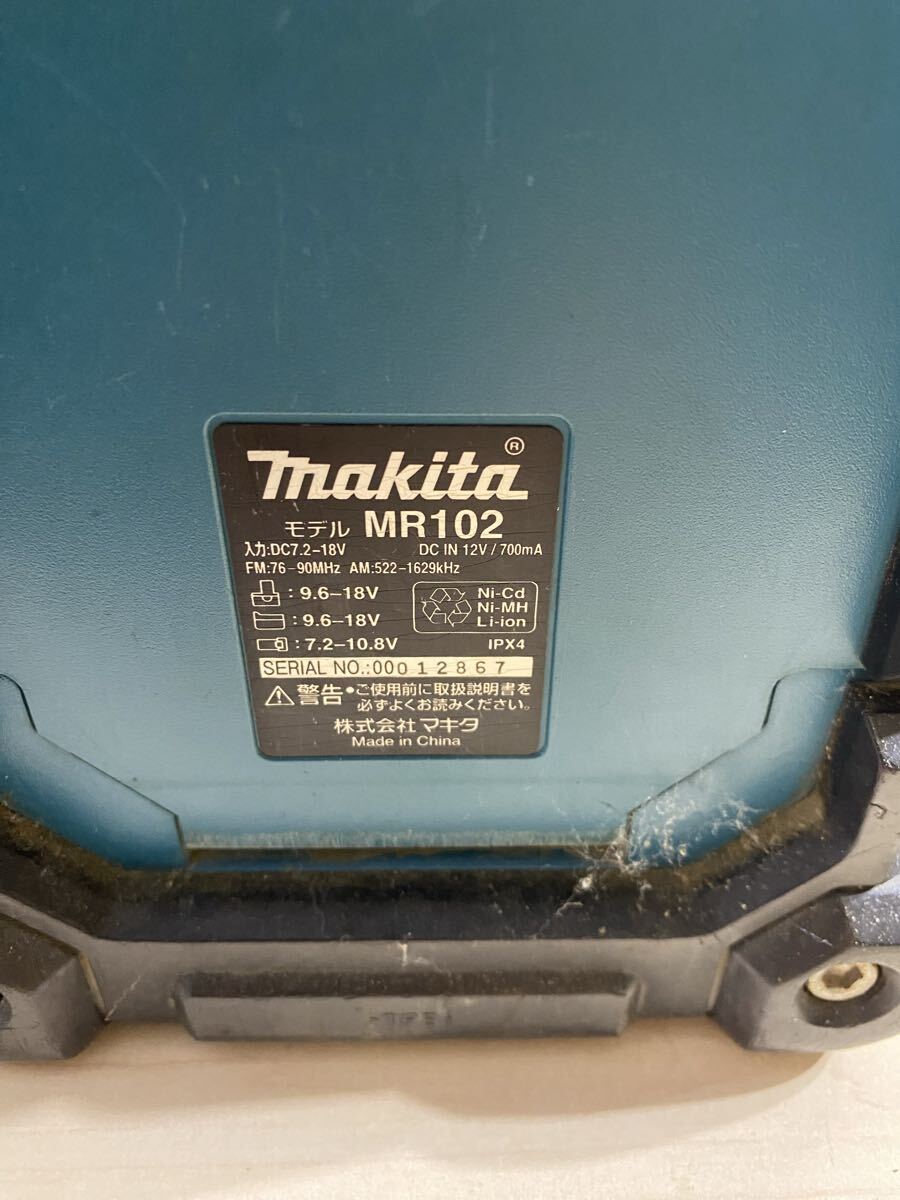 makita®
モデル MR102
入力:DC7.2-18V DC IN 12V / 700mA
FM:76-90MHz AM:522-1629kHz
: 9.6-18V
: 9.6-18V
: 7.2-10.8V
Ni-Cd
Ni-MH
Li-ion
IPX4
SERIAL NO.:00012867
警告 •ご使用前に取扱説明書を
必ずよくお読みください。
株式会社 マキタ
Made in China